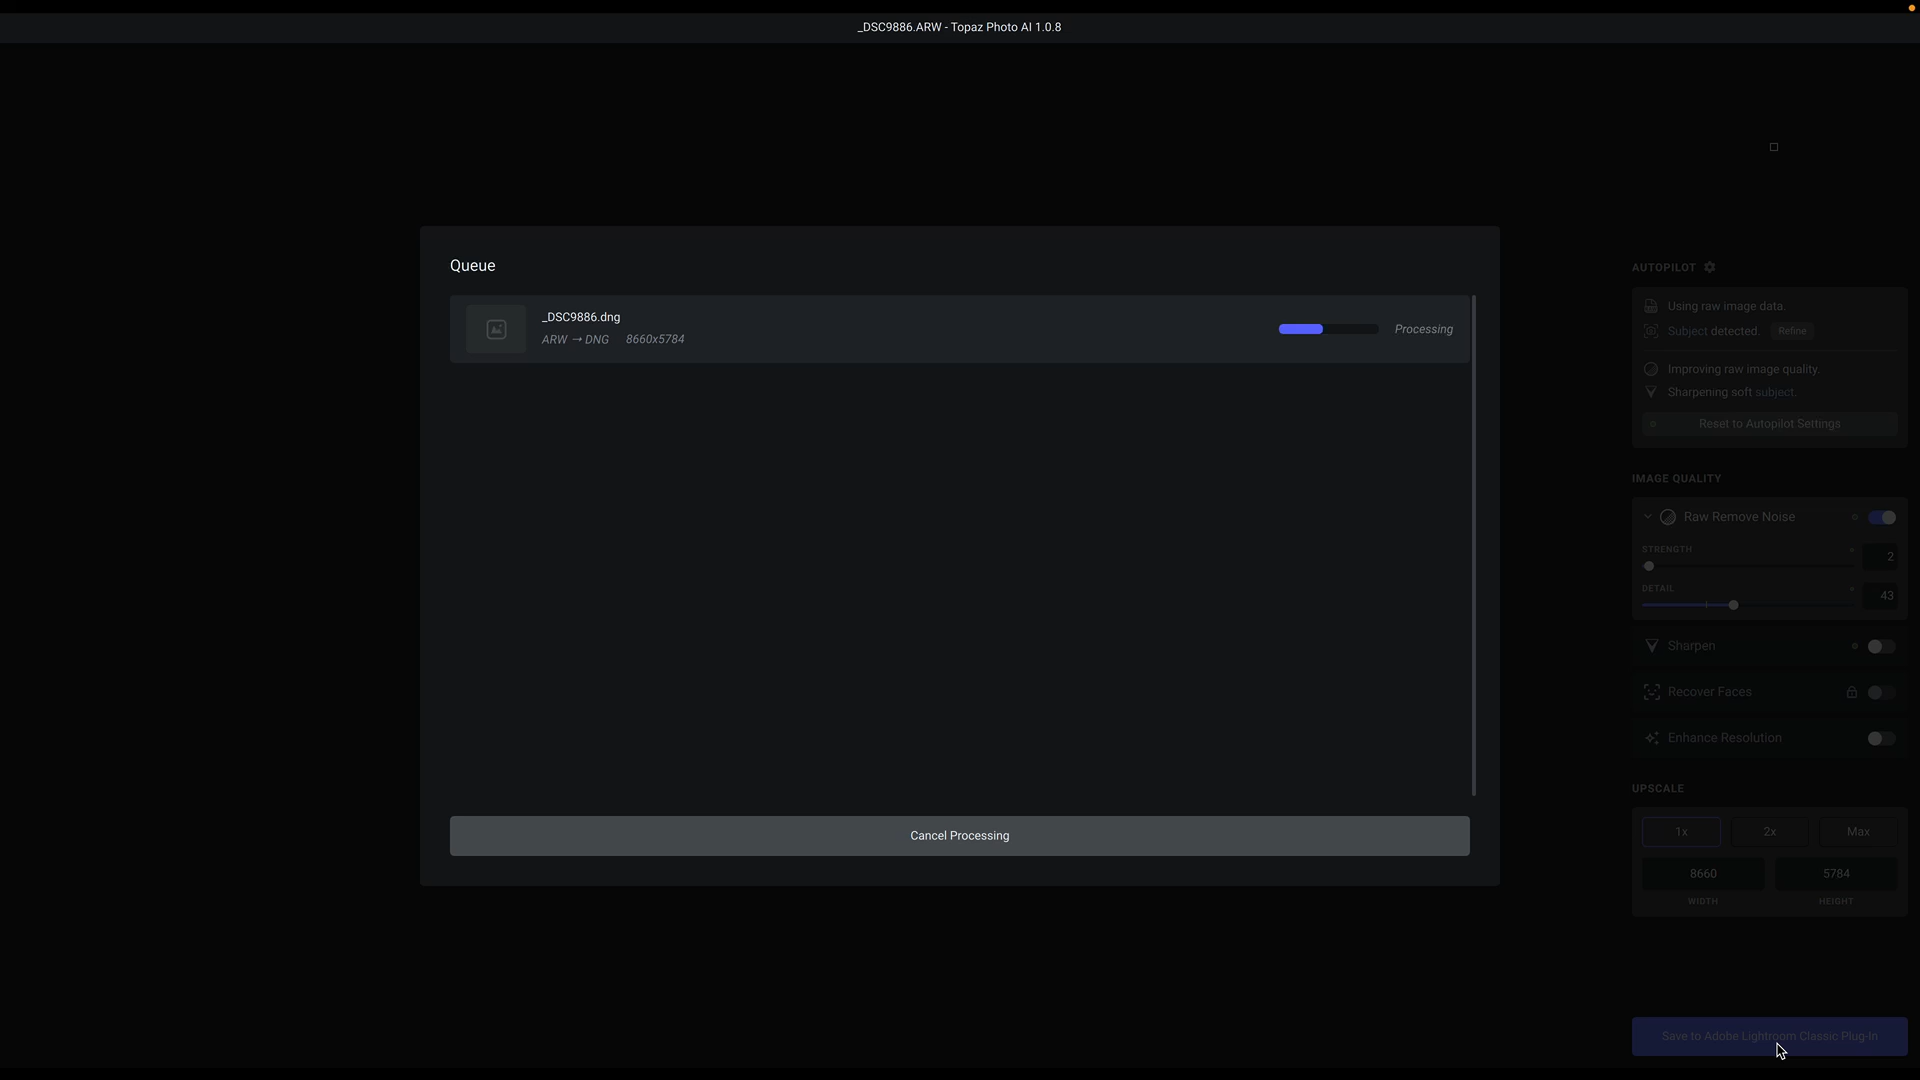 _DSC9886.ARW - Topaz Photo AI 1.0.8
Queue
_DSC9886.dng
ARW → DNG 8660x5784
Processing
Cancel Processing
AUTOPILOT
Using raw image data.
Subject detected. Refine
Improving raw image quality.
Sharpening soft subject.
Reset to Autopilot Settings
IMAGE QUALITY
Raw Remove Noise
STRENGTH
2
DETAIL
43
Sharpen
Recover Faces
Enhance Resolution
UPSCALE
1x 2x Max
8660 5784
WIDTH HEIGHT
Save to Adobe Lightroom Classic Plug-In